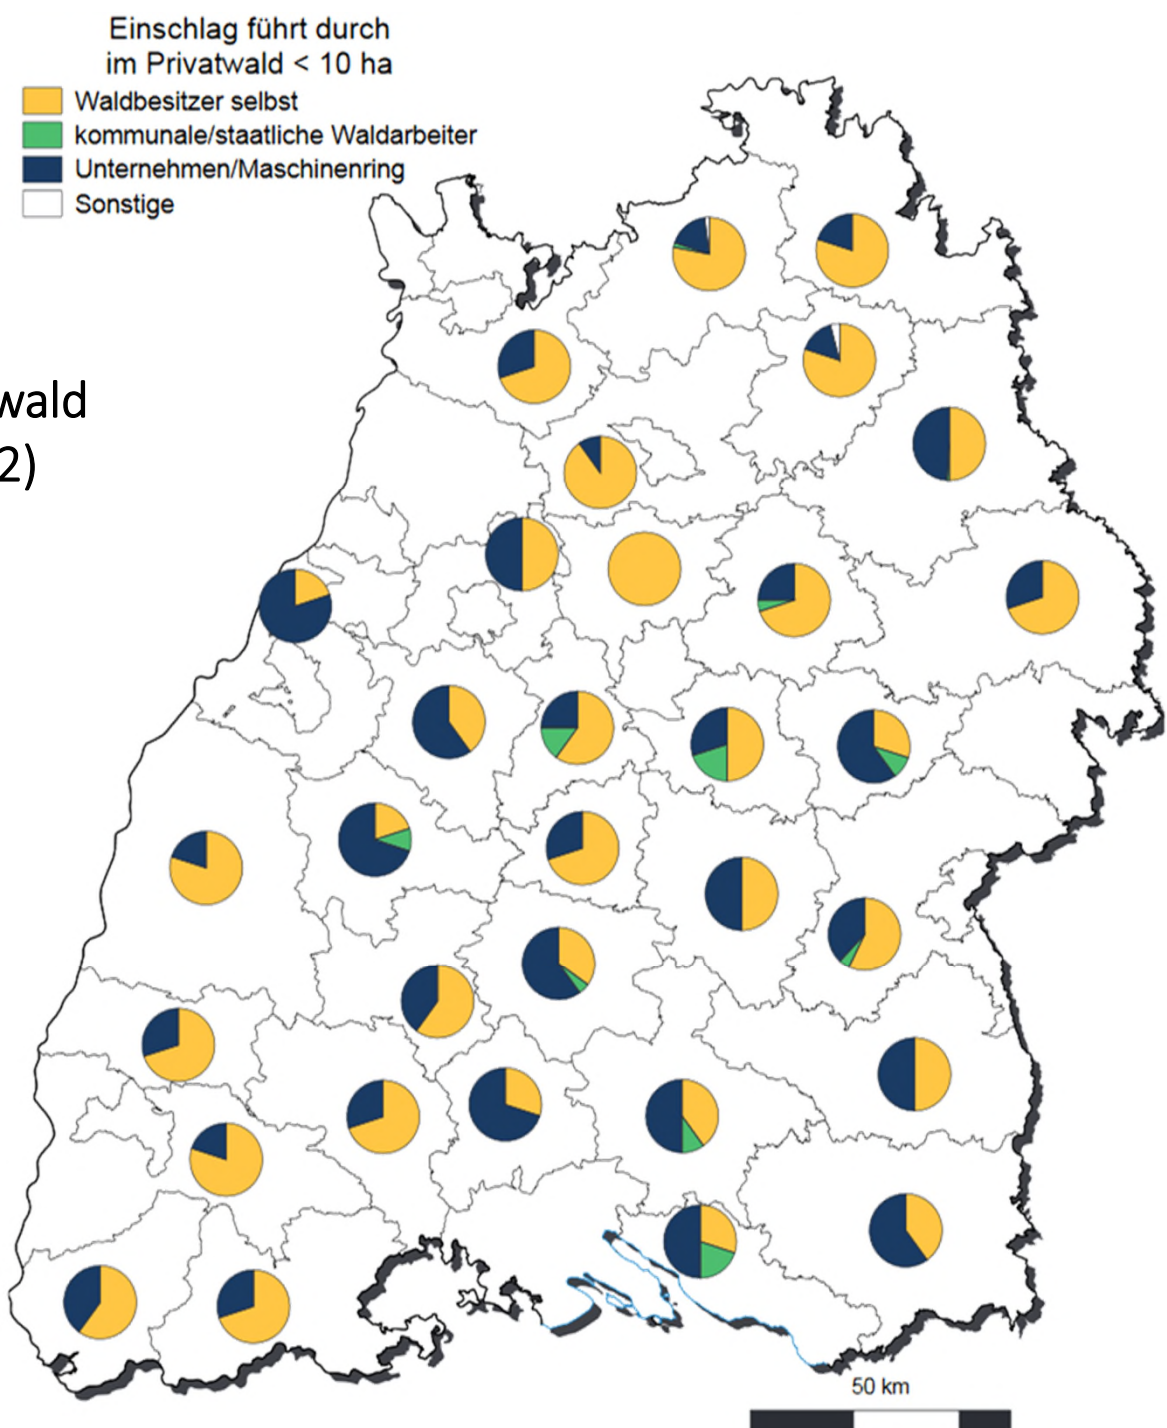 Einschlag führt durch
im Privatwald < 10 ha
Waldbesitzer selbst
kommunale/staatliche Waldarbeiter
Unternehmen/Maschinenring
Sonstige
wald
2)
50 km